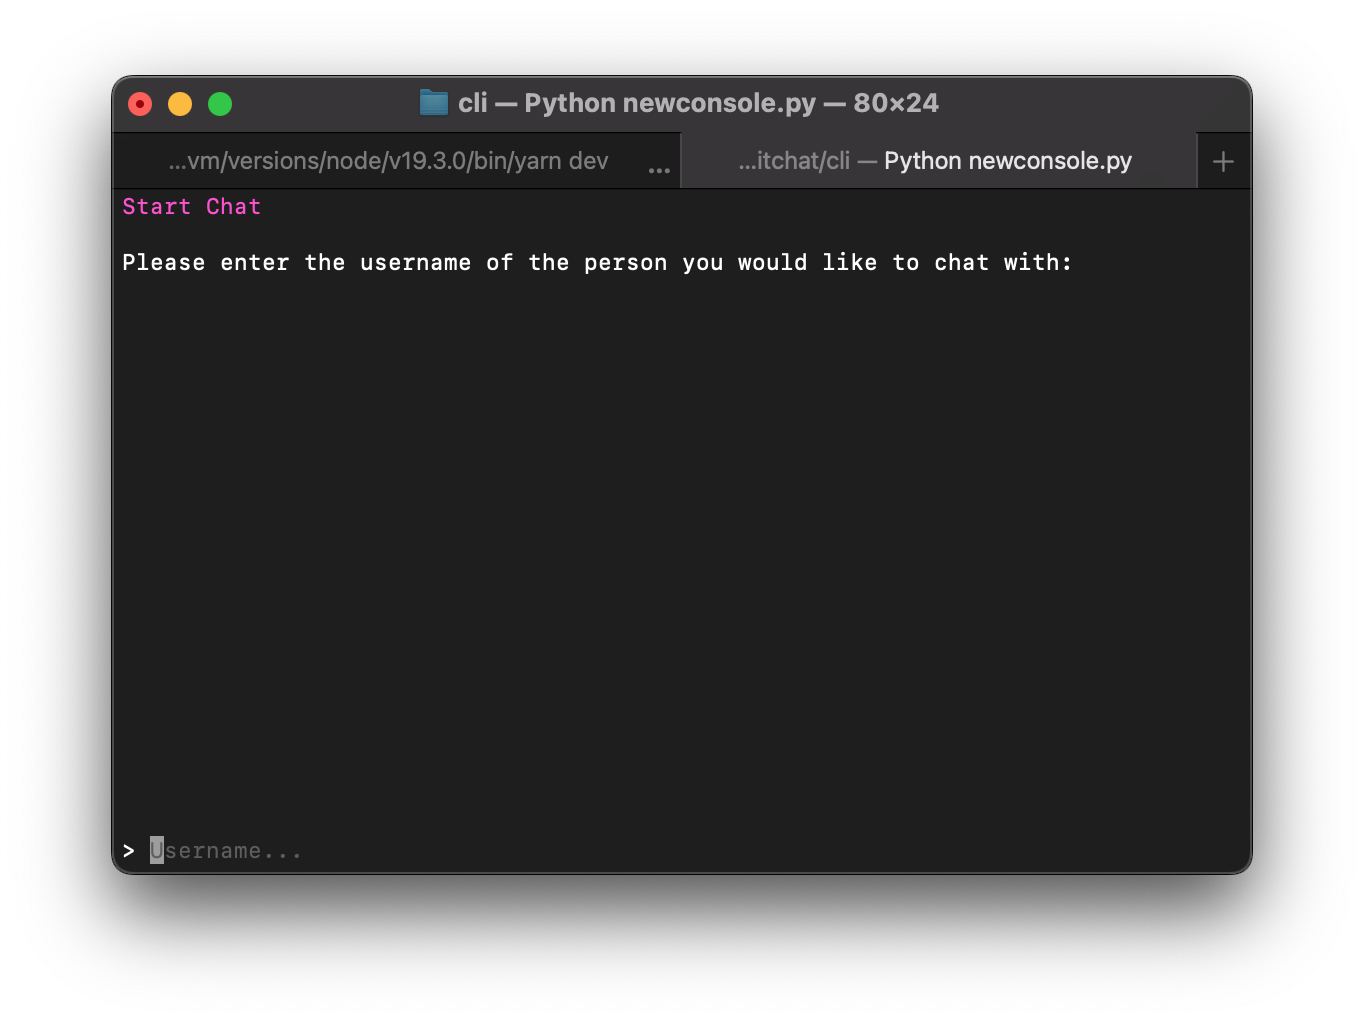 cli — Python newconsole.py — 80×24
...vm/versions/node/v19.3.0/bin/yarn dev ...
...itchat/cli — Python newconsole.py +
Start Chat
Please enter the username of the person you would like to chat with:
> Username...